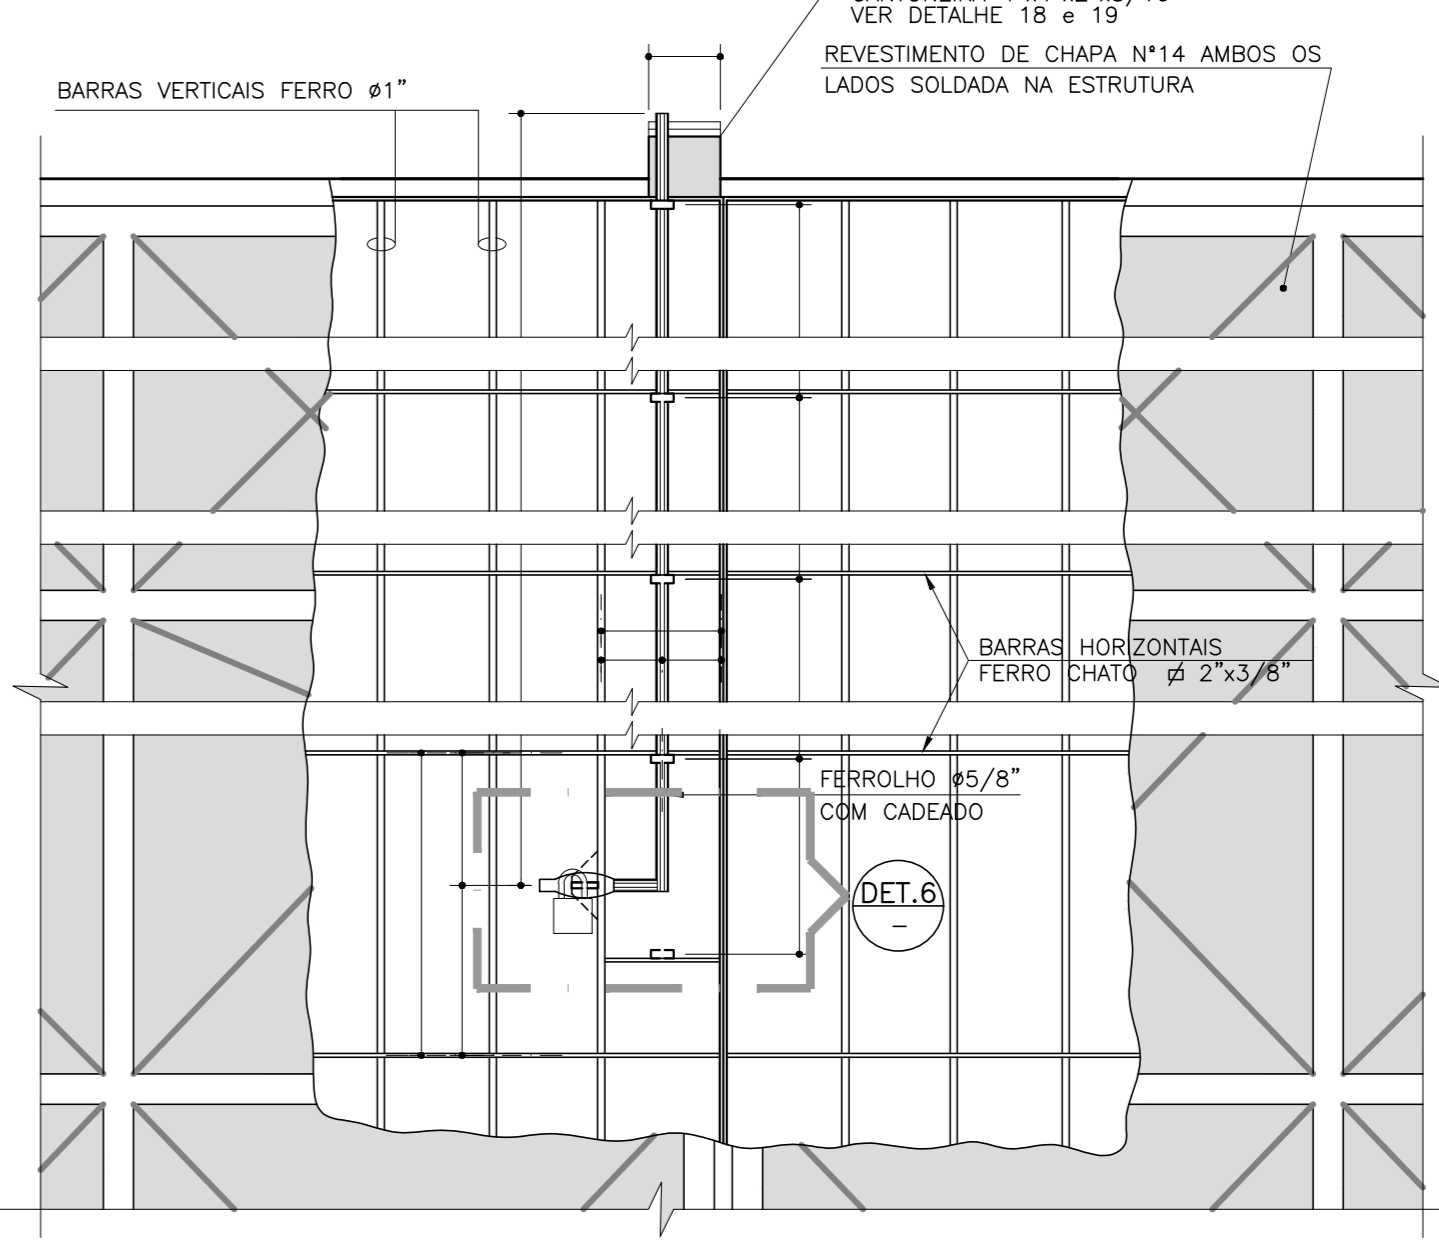 VER DETALHE 18 e 19
REVESTIMENTO DE CHAPA Nº14 AMBOS OS
LADOS SOLDADA NA ESTRUTURA
BARRAS VERTICAIS FERRO ø1”
BARRAS HORIZONTAIS
FERRO CHATO 2”x3/8”
FERROLHO ø5/8”
COM CADEADO
DET.6
–